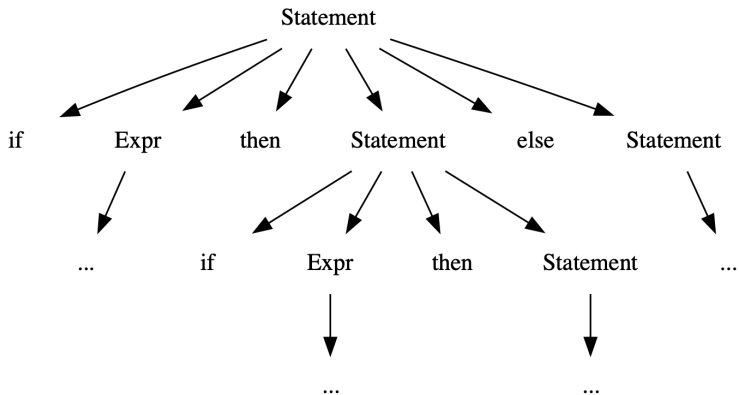 Statement
if Expr then Statement else Statement
... if Expr then Statement ...
... ...